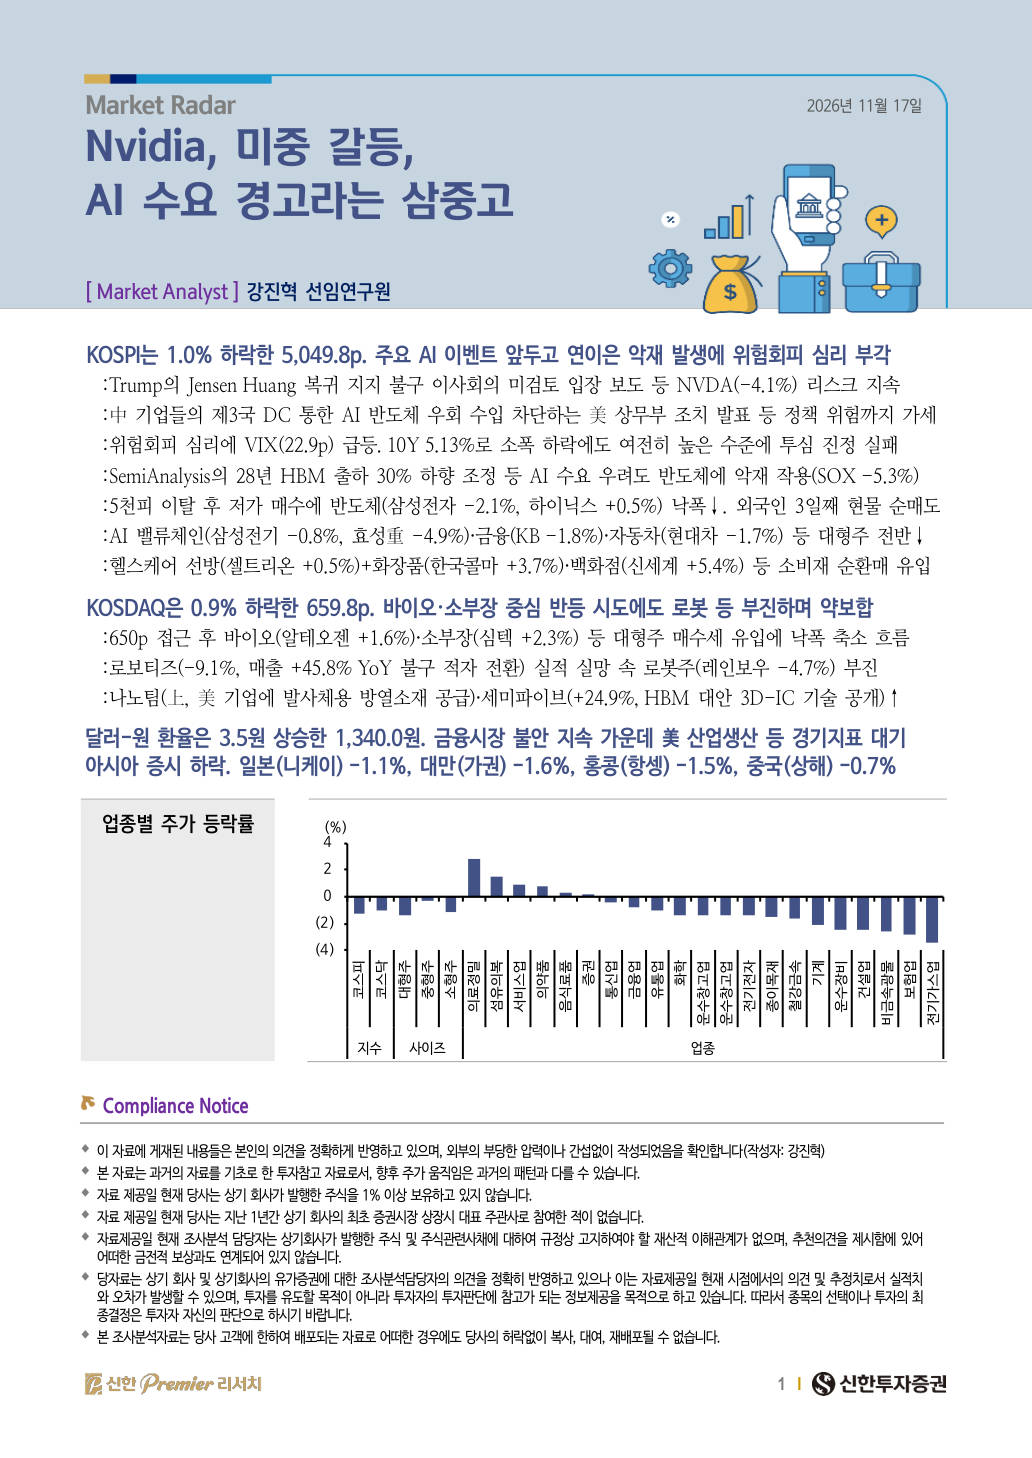 Market Radar
2026년 11월 17일
Nvidia, 미중 갈등,
AI 수요 경고라는 삼중고
[ Market Analyst ] 강진혁 선임연구원
%
$
KOSPI는 1.0% 하락한 5,049.8p. 주요 AI 이벤트 앞두고 연이은 악재 발생에 위험회피 심리 부각
:Trump의 Jensen Huang 복귀 지지 불구 이사회의 미검토 입장 보도 등 NVDA(-4.1%) 리스크 지속
:中 기업들의 제3국 DC 통한 AI 반도체 우회 수입 차단하는 美 상무부 조치 발표 등 정책 위험까지 가세
:위험회피 심리에 VIX(22.9p) 급등. 10Y 5.13%로 소폭 하락에도 여전히 높은 수준에 투심 진정 실패
:SemiAnalysis의 28년 HBM 출하 30% 하향 조정 등 AI 수요 우려도 반도체에 악재 작용(SOX -5.3%)
:5천피 이탈 후 저가 매수에 반도체(삼성전자 -2.1%, 하이닉스 +0.5%) 낙폭↓. 외국인 3일째 현물 순매도
:AI 밸류체인(삼성전기 -0.8%, 효성重 -4.9%)·금융(KB -1.8%)·자동차(현대차 -1.7%) 등 대형주 전반↓
:헬스케어 선방(셀트리온 +0.5%)+화장품(한국콜마 +3.7%)·백화점(신세계 +5.4%) 등 소비재 순환매 유입
KOSDAQ은 0.9% 하락한 659.8p. 바이오·소부장 중심 반등 시도에도 로봇 등 부진하며 약보합
:650p 접근 후 바이오(알테오젠 +1.6%)·소부장(심텍 +2.3%) 등 대형주 매수세 유입에 낙폭 축소 흐름
:로보티즈(-9.1%, 매출 +45.8% YoY 불구 적자 전환) 실적 실망 속 로봇주(레인보우 -4.7%) 부진
:나노팀(上, 美 기업에 발사체용 방열소재 공급)·세미파이브(+24.9%, HBM 대안 3D-IC 기술 공개)↑
달러-원 환율은 3.5원 상승한 1,340.0원. 금융시장 불안 지속 가운데 美 산업생산 등 경기지표 대기
아시아 증시 하락. 일본(니케이) -1.1%, 대만(가권) -1.6%, 홍콩(항셍) -1.5%, 중국(상해) -0.7%
업종별 주가 등락률
(%)
4
2
0
(2)
(4)
코스피
코스닥
대형주
중형주
소형주
의료정밀
섬유의복
서비스업
의약품
음식료품
증권
통신업
금융업
유통업
화학
운수창고업
운수창고업
전기전자
종이목재
철강금속
기계
운수장비
건설업
비금속광물
보험업
전기가스업
지수
사이즈
업종
Compliance Notice
◆ 이 자료에 게재된 내용들은 본인의 의견을 정확하게 반영하고 있으며, 외부의 부당한 압력이나 간섭없이 작성되었음을 확인합니다(작성자: 강진혁)
◆ 본 자료는 과거의 자료를 기초로 한 투자참고 자료로서, 향후 주가 움직임은 과거의 패턴과 다를 수 있습니다.
◆ 자료 제공일 현재 당사는 상기 회사가 발행한 주식을 1% 이상 보유하고 있지 않습니다.
◆ 자료 제공일 현재 당사는 지난 1년간 상기 회사의 최초 증권시장 상장시 대표 주관사로 참여한 적이 없습니다.
◆ 자료제공일 현재 조사분석 담당자는 상기회사가 발행한 주식 및 주식관련사채에 대하여 규정상 고지하여야 할 재산적 이해관계가 없으며, 추천의견을 제시함에 있어
어떠한 금전적 보상과도 연계되어 있지 않습니다.
◆ 당자료는 상기 회사 및 상기회사의 유가증권에 대한 조사분석담당자의 의견을 정확히 반영하고 있으나 이는 자료제공일 현재 시점에서의 의견 및 추정치로서 실적치
와 오차가 발생할 수 있으며, 투자를 유도할 목적이 아니라 투자자의 투자판단에 참고가 되는 정보제공을 목적으로 하고 있습니다. 따라서 종목의 선택이나 투자의 최
종결정은 투자자 자신의 판단으로 하시기 바랍니다.
◆ 본 조사분석자료는 당사 고객에 한하여 배포되는 자료로 어떠한 경우에도 당사의 허락없이 복사, 대여, 재배포될 수 없습니다.
신한 Premier 리서치
1 | 신한투자증권